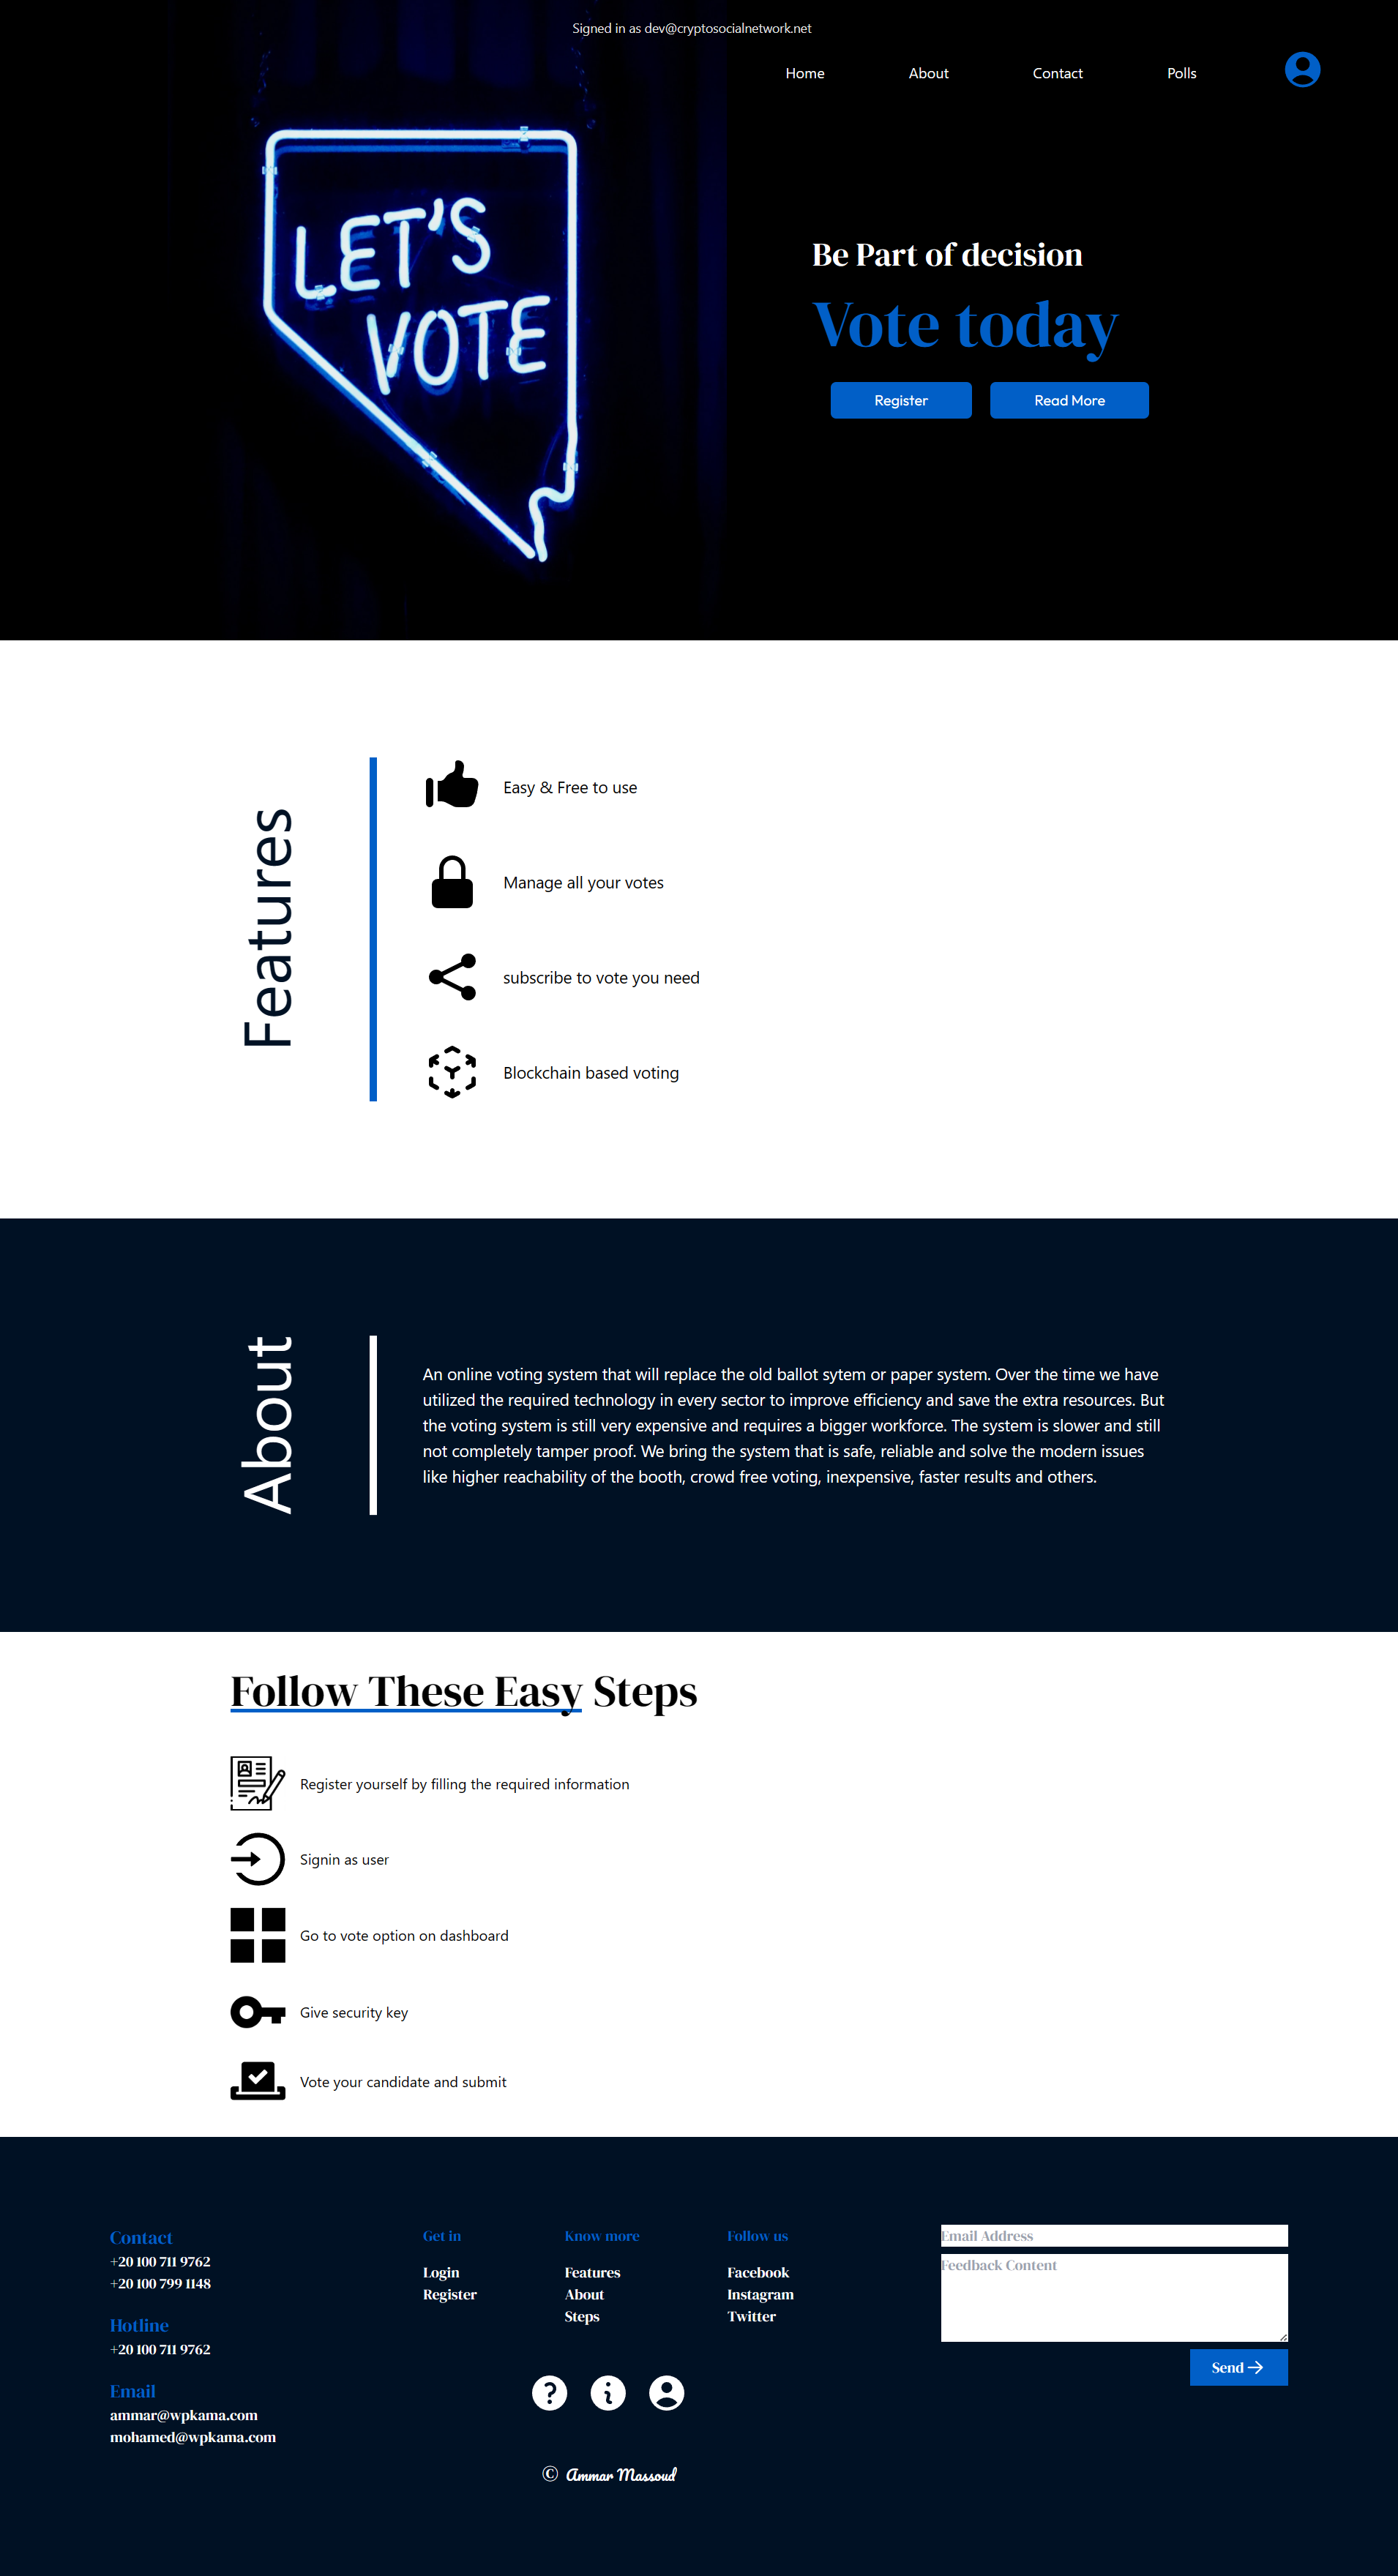 Signed in as dev@cryptosocialnetwork.net
Home About Contact Polls
LET'S
VOTE
Be Part of decision
Vote today
Register Read More
Features
Easy & Free to use
Manage all your votes
subscribe to vote you need
Blockchain based voting
About
An online voting system that will replace the old ballot sytem or paper system. Over the time we have
utilized the required technology in every sector to improve efficiency and save the extra resources. But
the voting system is still very expensive and requires a bigger workforce. The system is slower and still
not completely tamper proof. We bring the system that is safe, reliable and solve the modern issues
like higher reachability of the booth, crowd free voting, inexpensive, faster results and others.
Follow These Easy Steps
Register yourself by filling the required information
Signin as user
Go to vote option on dashboard
Give security key
Vote your candidate and submit
Contact
+20 100 711 9762
+20 100 799 1148
Hotline
+20 100 711 9762
Email
ammar@wpkama.com
mohamed@wpkama.com
Get in
Login
Register
Know more
Features
About
Steps
Follow us
Facebook
Instagram
Twitter
Email Address
Feedback Content
Send
© Ammar Massoud